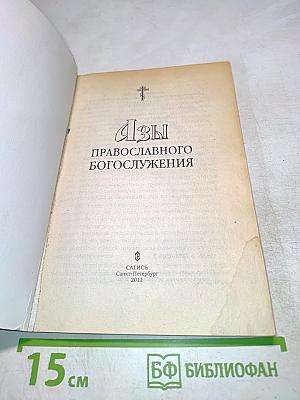 Азы
ПРАВОСЛАВНОГО
БОГОСЛУЖЕНИЯ
САТИСЪ
Санкт-Петербург
2011
15 см
БФ БИБЛИОФАН